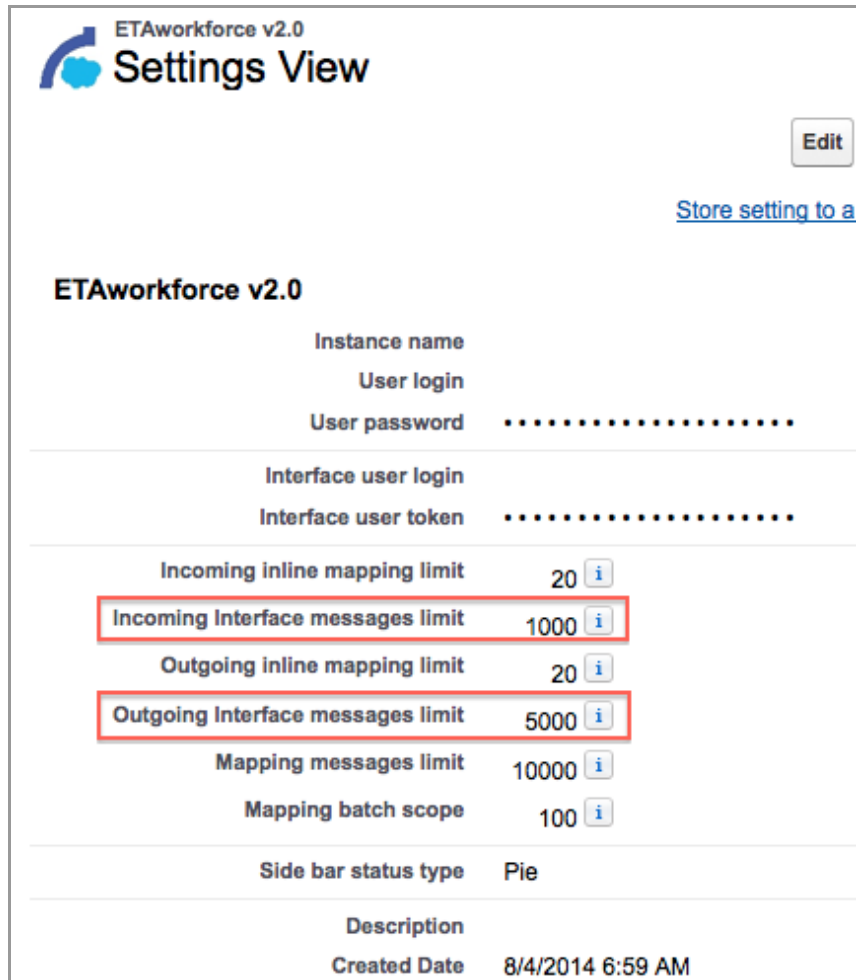 ETAworkforce v2.0
Settings View
Edit
Store setting to a
ETAworkforce v2.0
Instance name
User login
User password ••••••••••••••••••••
Interface user login
Interface user token ••••••••••••••••••••
Incoming inline mapping limit 20 i
Incoming Interface messages limit 1000 i
Outgoing inline mapping limit 20 i
Outgoing Interface messages limit 5000 i
Mapping messages limit 10000 i
Mapping batch scope 100 i
Side bar status type Pie
Description
Created Date 8/4/2014 6:59 AM